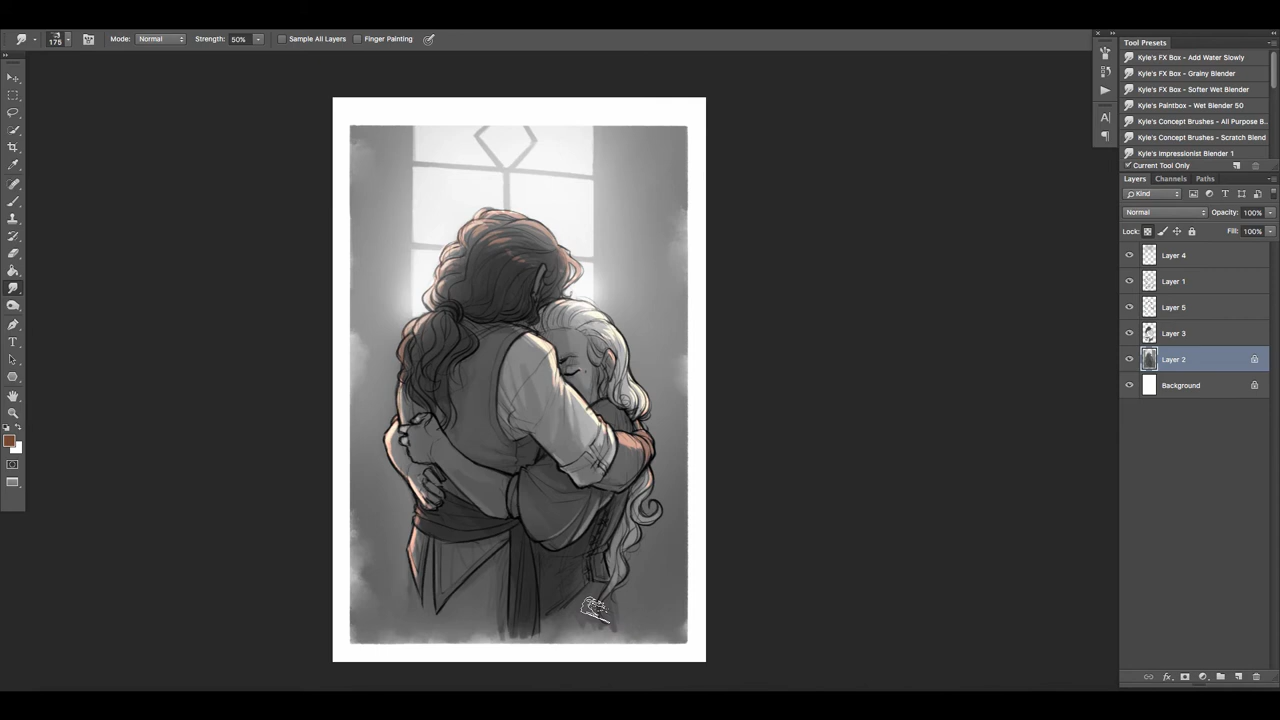 175
Mode: Normal
Strength: 50%
Sample All Layers
Finger Painting
Tool Presets
Kyle's FX Box - Add Water Slowly
Kyle's FX Box - Grainy Blender
Kyle's FX Box - Softer Wet Blender
Kyle's Paintbox - Wet Blender 50
Kyle's Concept Brushes - All Purpose B...
Kyle's Concept Brushes - Scratch Blend
Kyle's Impressionist Blender 1
Current Tool Only
Layers Channels Paths
Kind
Normal Opacity: 100%
Lock: Fill: 100%
Layer 4
Layer 1
Layer 5
Layer 3
Layer 2
Background